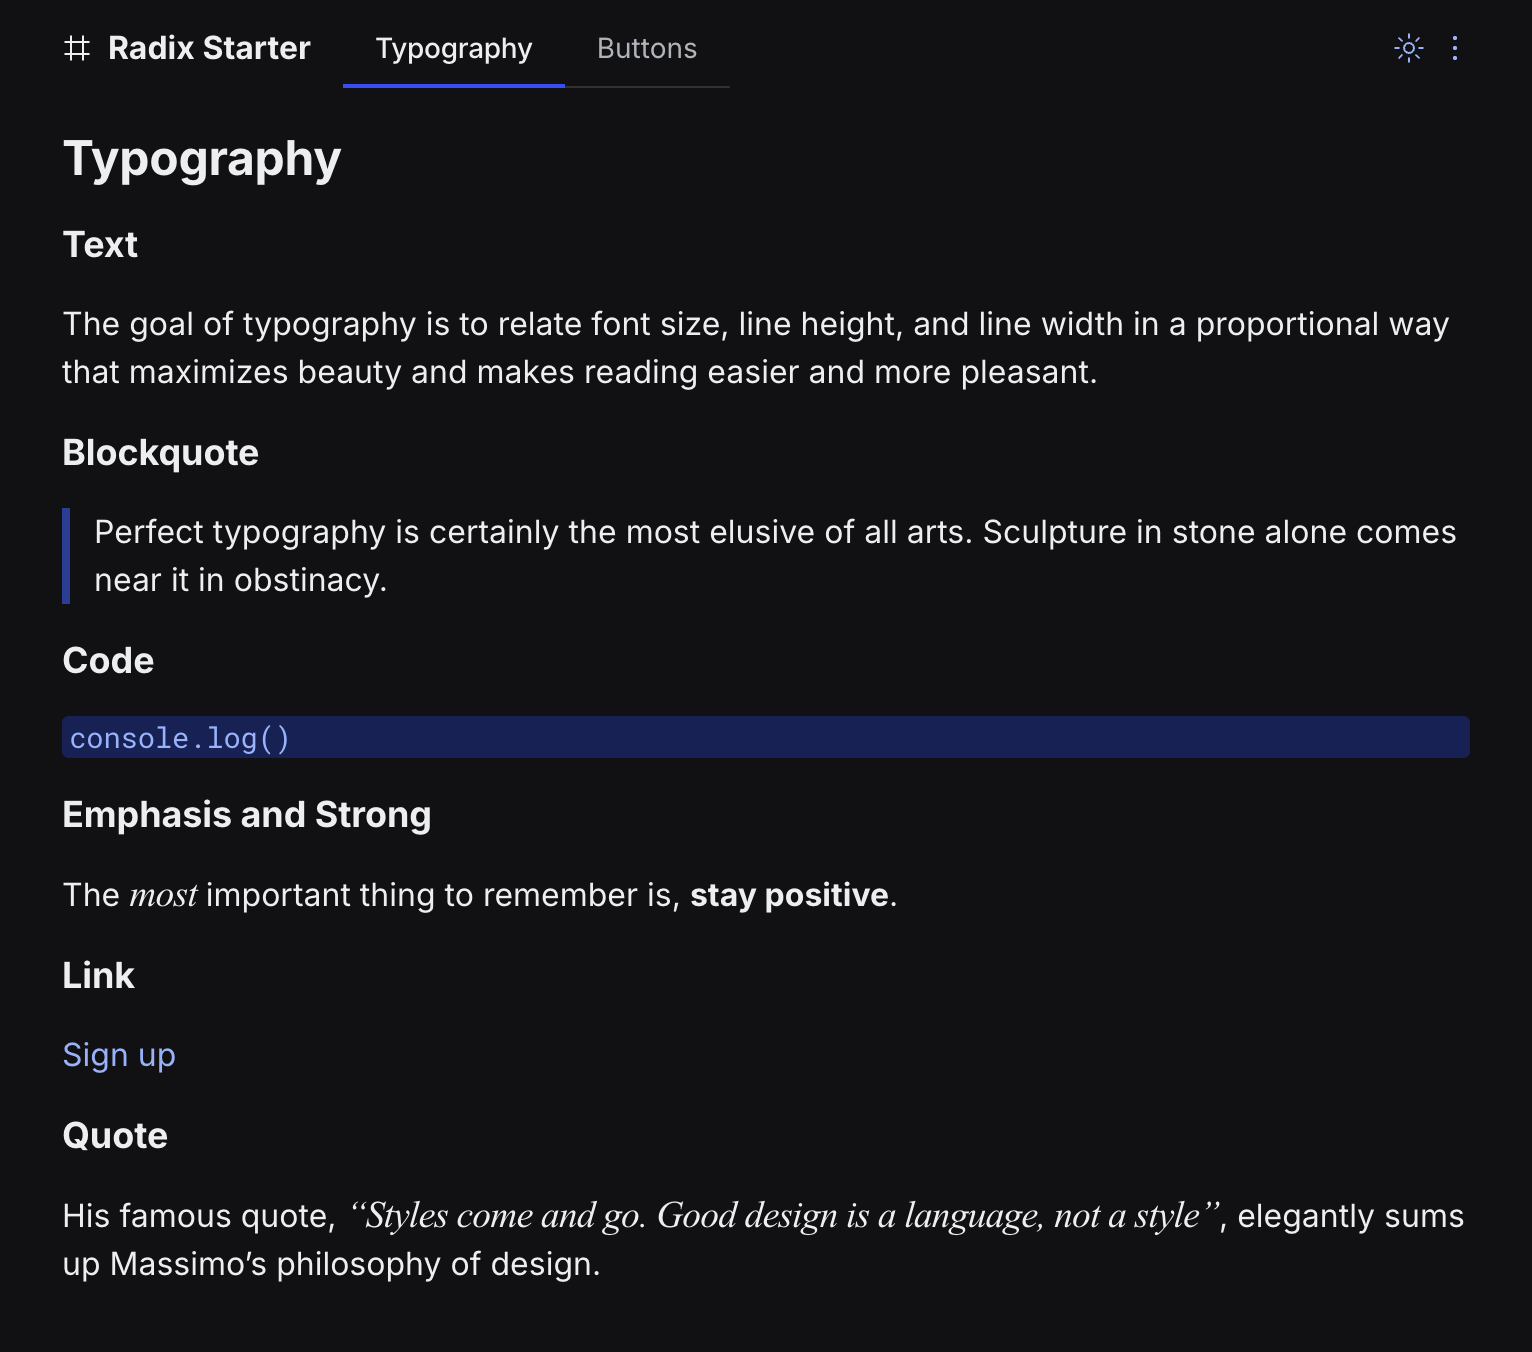 Radix Starter
Typography
Buttons
Typography
Text
The goal of typography is to relate font size, line height, and line width in a proportional way
that maximizes beauty and makes reading easier and more pleasant.
Blockquote
Perfect typography is certainly the most elusive of all arts. Sculpture in stone alone comes
near it in obstinacy.
Code
console.log()
Emphasis and Strong
The most important thing to remember is, stay positive.
Link
Sign up
Quote
His famous quote, “Styles come and go. Good design is a language, not a style”, elegantly sums
up Massimo’s philosophy of design.